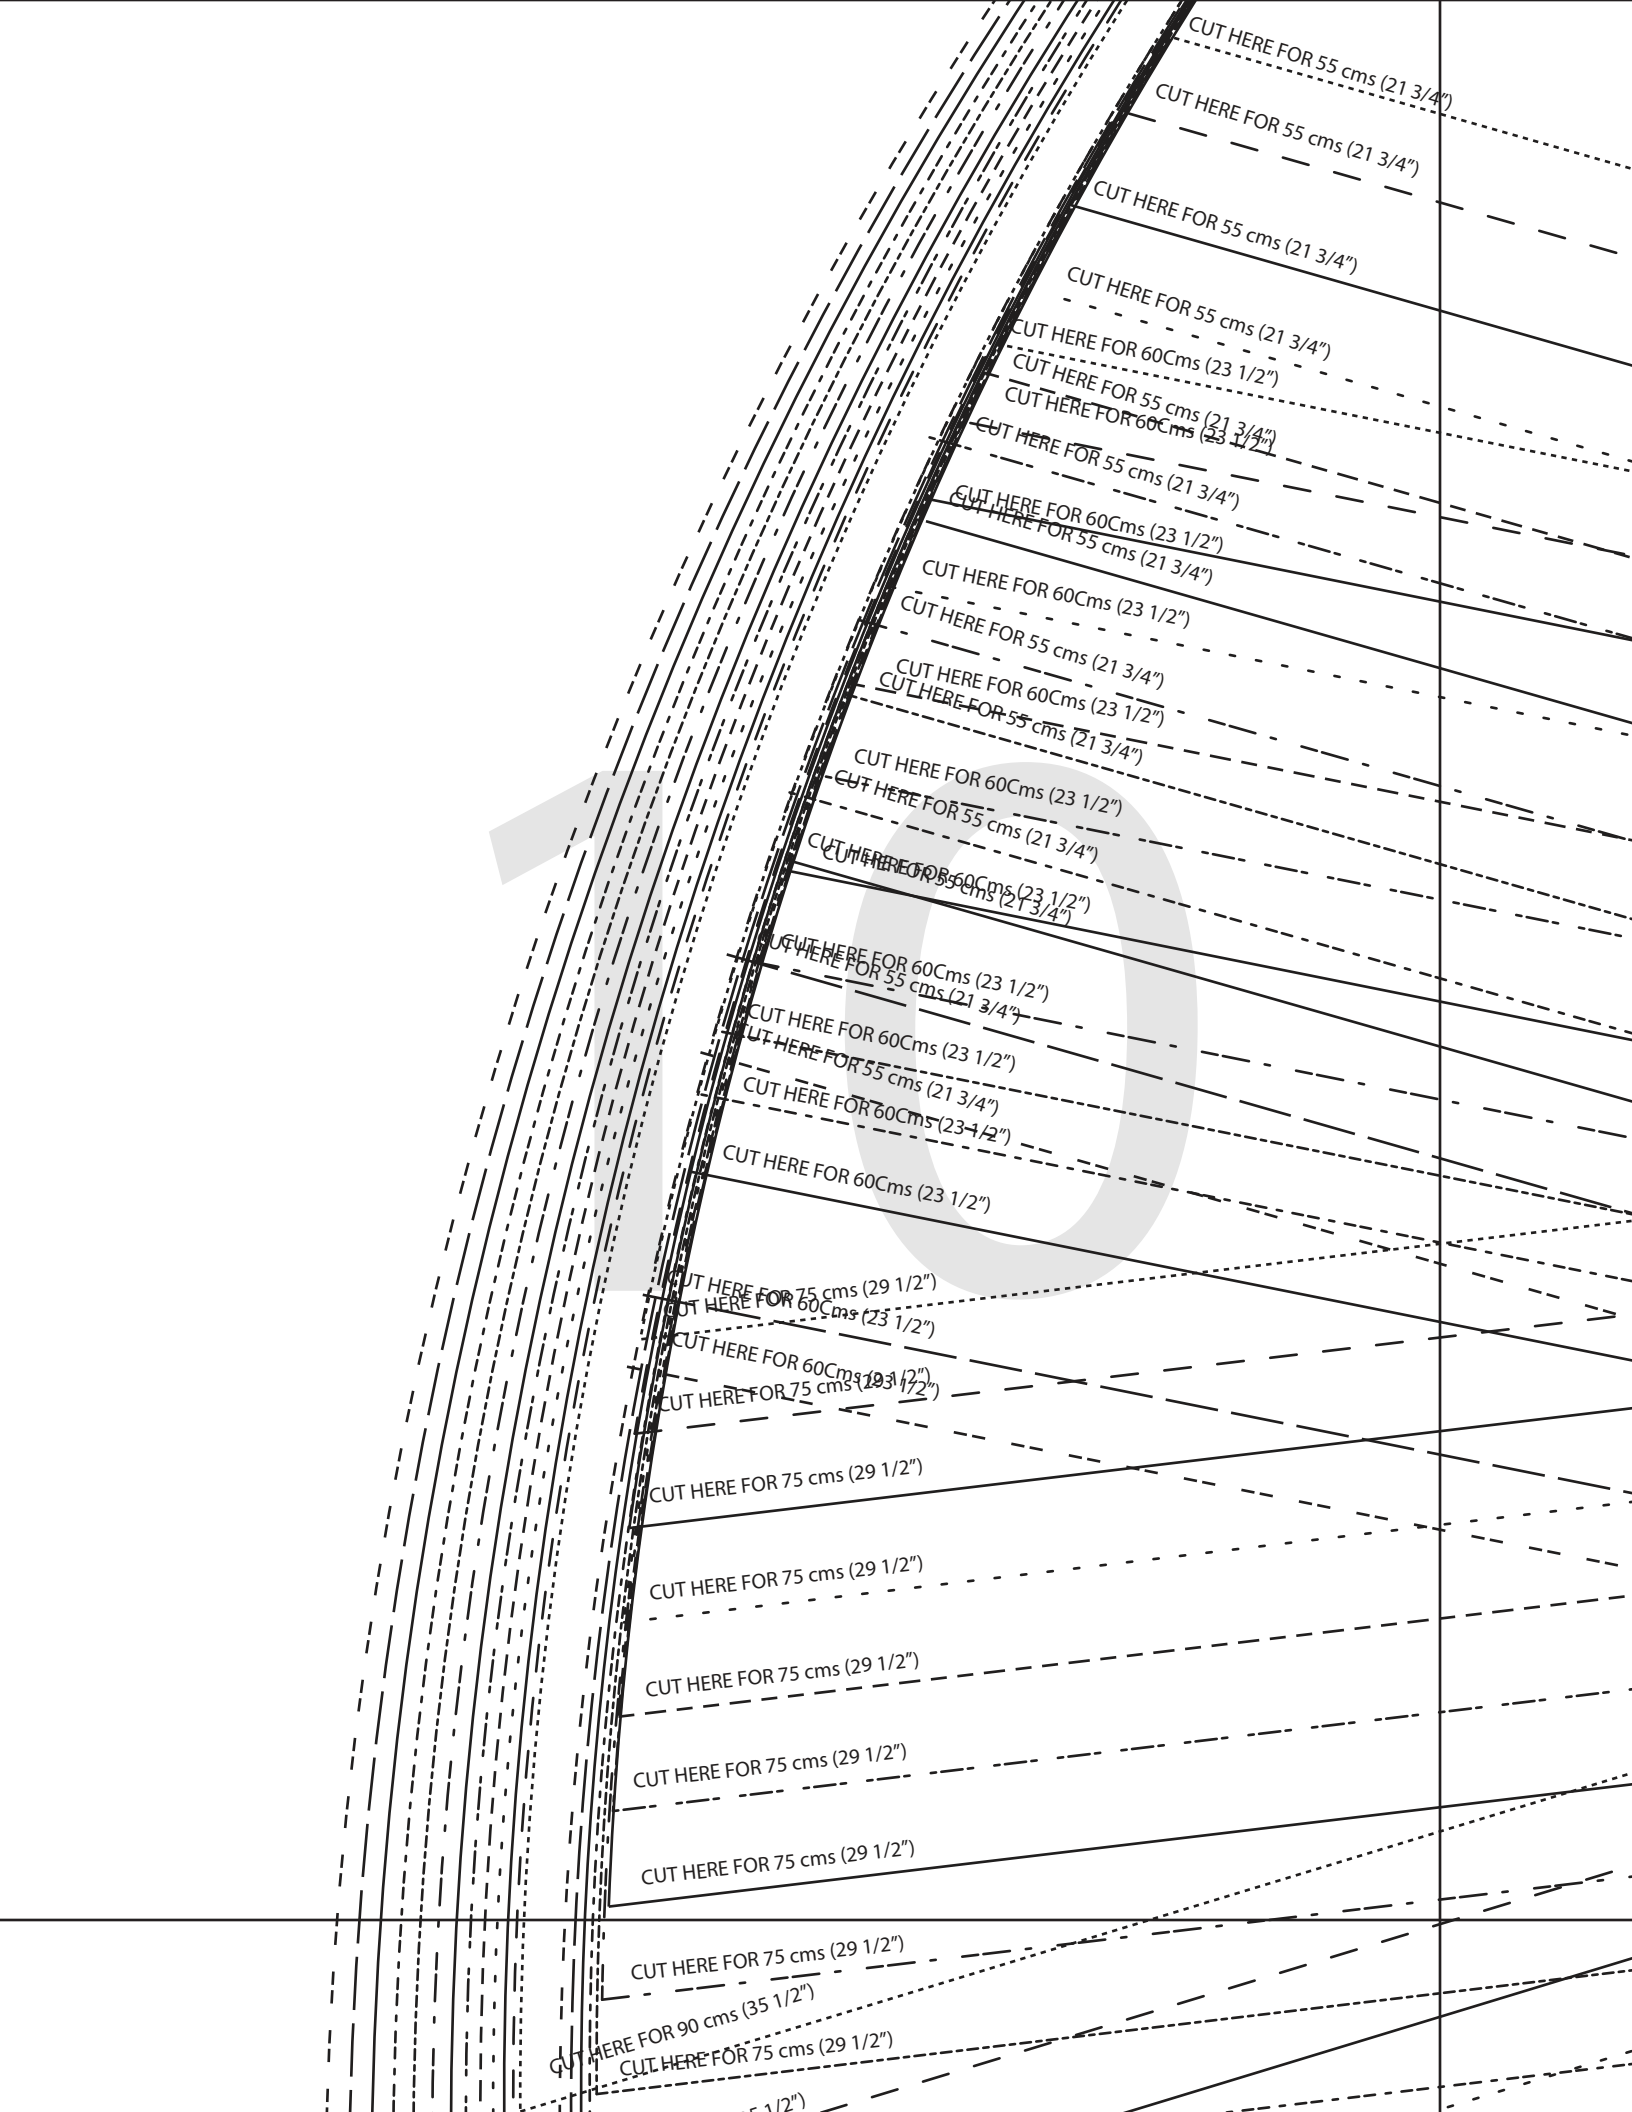 CUT HERE FOR 55 cms (21 3/4")
CUT HERE FOR 55 cms (21 3/4")
CUT HERE FOR 55 cms (21 3/4")
CUT HERE FOR 55 cms (21 3/4")
CUT HERE FOR 60Cms (23 1/2")
CUT HERE FOR 55 cms (21 3/4")
CUT HERE FOR 60Cms (23 1/2")
CUT HERE FOR 55 cms (21 3/4")
CUT HERE FOR 60Cms (23 1/2")
CUT HERE FOR 55 cms (21 3/4")
CUT HERE FOR 60Cms (23 1/2")
CUT HERE FOR 55 cms (21 3/4")
CUT HERE FOR 60Cms (23 1/2")
CUT HERE FOR 55 cms (21 3/4")
CUT HERE FOR 60Cms (23 1/2")
CUT HERE FOR 55 cms (21 3/4")
CUT HERE FOR 60Cms (23 1/2")
CUT HERE FOR 55 cms (21 3/4")
CUT HERE FOR 60Cms (23 1/2")
CUT HERE FOR 55 cms (21 3/4")
10
CUT HERE FOR 60Cms (23 1/2")
CUT HERE FOR 55 cms (21 3/4")
CUT HERE FOR 60Cms (23 1/2")
CUT HERE FOR 60Cms (23 1/2")
CUT HERE FOR 60Cms (23 1/2")
CUT HERE FOR 75 cms (29 1/2")
CUT HERE FOR 60Cms (23 1/2")
CUT HERE FOR 75 cms (29 1/2")
CUT HERE FOR 75 cms (29 1/2")
CUT HERE FOR 75 cms (29 1/2")
CUT HERE FOR 75 cms (29 1/2")
CUT HERE FOR 75 cms (29 1/2")
CUT HERE FOR 75 cms (29 1/2")
CUT HERE FOR 75 cms (29 1/2")
CUT HERE FOR 90 cms (35 1/2")
CUT HERE FOR 75 cms (29 1/2")
1/2")